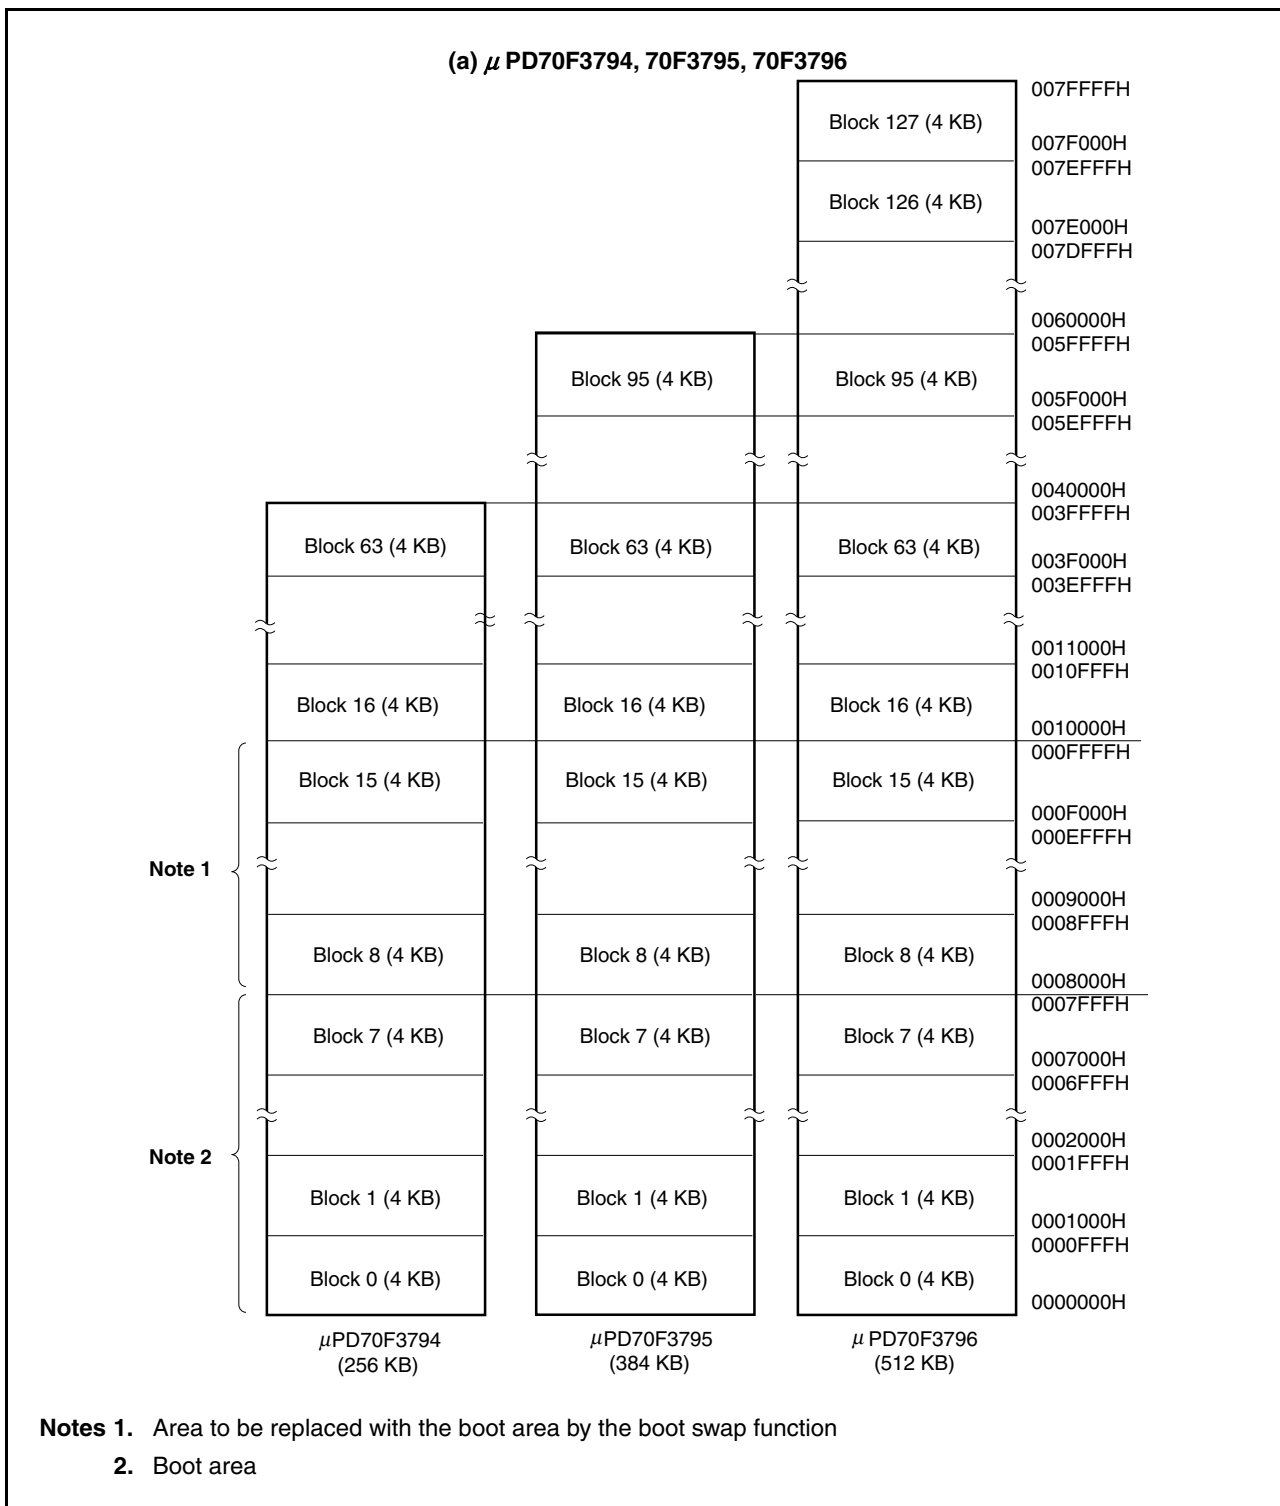 (a) μ PD70F3794, 70F3795, 70F3796
007FFFFH
Block 127 (4 KB)
007F000H
007EFFFH
Block 126 (4 KB)
007E000H
007DFFFH
0060000H
005FFFFH
Block 95 (4 KB) Block 95 (4 KB)
005F000H
005EFFFH
0040000H
003FFFFH
Block 63 (4 KB) Block 63 (4 KB) Block 63 (4 KB)
003F000H
003EFFFH
0011000H
0010FFFH
Block 16 (4 KB) Block 16 (4 KB) Block 16 (4 KB)
0010000H
000FFFFH
Block 15 (4 KB) Block 15 (4 KB) Block 15 (4 KB)
000F000H
000EFFFH
Note 1
0009000H
0008FFFH
Block 8 (4 KB) Block 8 (4 KB) Block 8 (4 KB)
0008000H
0007FFFH
Block 7 (4 KB) Block 7 (4 KB) Block 7 (4 KB)
0007000H
0006FFFH
0002000H
Note 2
0001FFFH
Block 1 (4 KB) Block 1 (4 KB) Block 1 (4 KB)
0001000H
0000FFFH
Block 0 (4 KB) Block 0 (4 KB) Block 0 (4 KB)
0000000H
μPD70F3794 μPD70F3795 μ PD70F3796
(256 KB) (384 KB) (512 KB)
Notes 1. Area to be replaced with the boot area by the boot swap function
2. Boot area